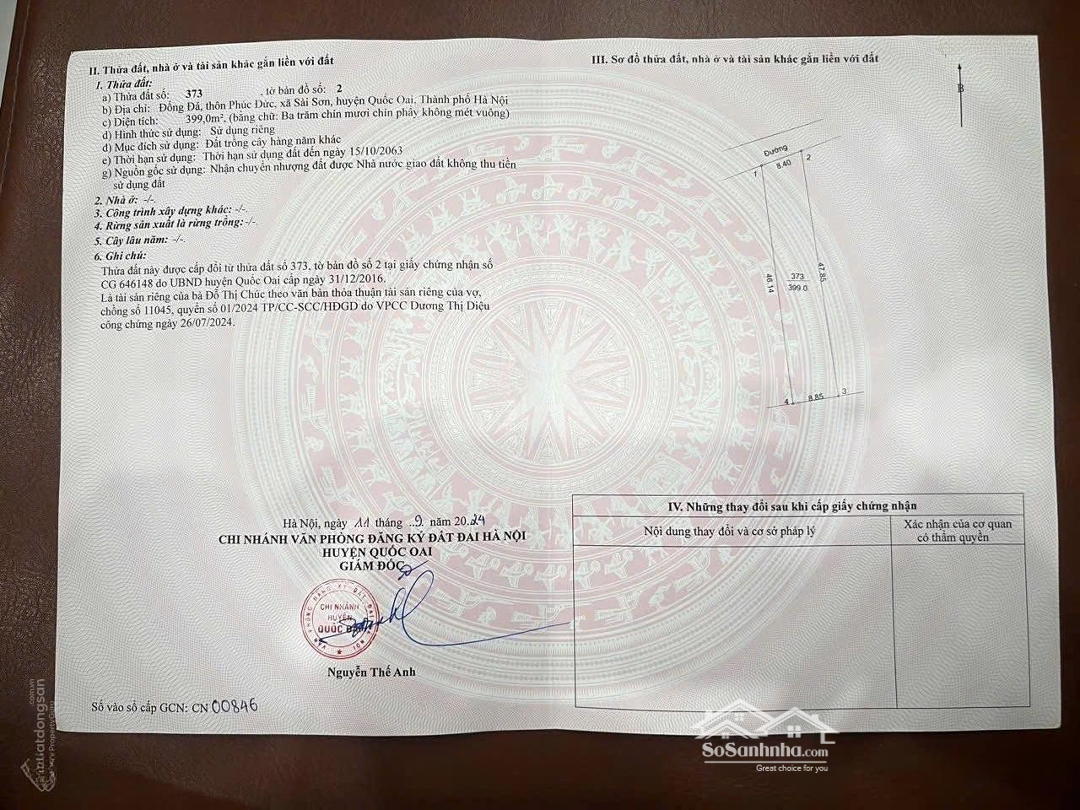 II. Thửa đất, nhà ở và tài sản khác gắn liền với đất
1. Thửa đất:
a) Thửa đất số: 373 , tờ bản đồ số: 2
b) Địa chỉ: Đồng Đá, thôn Phúc Đức, xã Sài Sơn, huyện Quốc Oai, Thành phố Hà Nội
c) Diện tích: 399,0m², (bằng chữ: Ba trăm chín mươi chín phảy không mét vuông)
d) Hình thức sử dụng: Sử dụng riêng
đ) Mục đích sử dụng: Đất trồng cây hàng năm khác
e) Thời hạn sử dụng: Thời hạn sử dụng đất đến ngày 15/10/2063
g) Nguồn gốc sử dụng: Nhận chuyển nhượng đất được Nhà nước giao đất không thu tiền
sử dụng đất
2. Nhà ở: -/-
3. Công trình xây dựng khác: -/-
4. Rừng sản xuất là rừng trồng: -/-
5. Cây lâu năm: -/-
6. Ghi chú:
Thửa đất này được cấp đổi từ thửa đất số 373, tờ bản đồ số 2 tại giấy chứng nhận số
CG 646148 do UBND huyện Quốc Oai cấp ngày 31/12/2016.
Là tài sản riêng của bà Đỗ Thị Chúc theo văn bản thỏa thuận tài sản riêng của vợ,
chồng số 11045, quyển số 01/2024 TP/CC-SCC/HĐGD do VPCC Dương Thị Diệu
công chứng ngày 26/07/2024.
Hà Nội, ngày 11 tháng 9 năm 2024
CHI NHÁNH VĂN PHÒNG ĐĂNG KÝ ĐẤT ĐAI HÀ NỘI
HUYỆN QUỐC OAI
GIÁM ĐỐC
CHI NHÁNH
HUYỆN
QUỐC OAI
Nguyễn Thế Anh
Số vào sổ cấp GCN: CN 00846
III. Sơ đồ thửa đất, nhà ở và tài sản khác gắn liền với đất
B
Đường
1
8.40
2
48.14
373
399.0
47.85
4
8.85
3
IV. Những thay đổi sau khi cấp giấy chứng nhận
Nội dung thay đổi và cơ sở pháp lý
Xác nhận của cơ quan
có thẩm quyền
SoSanhnha.com
Great choice for you